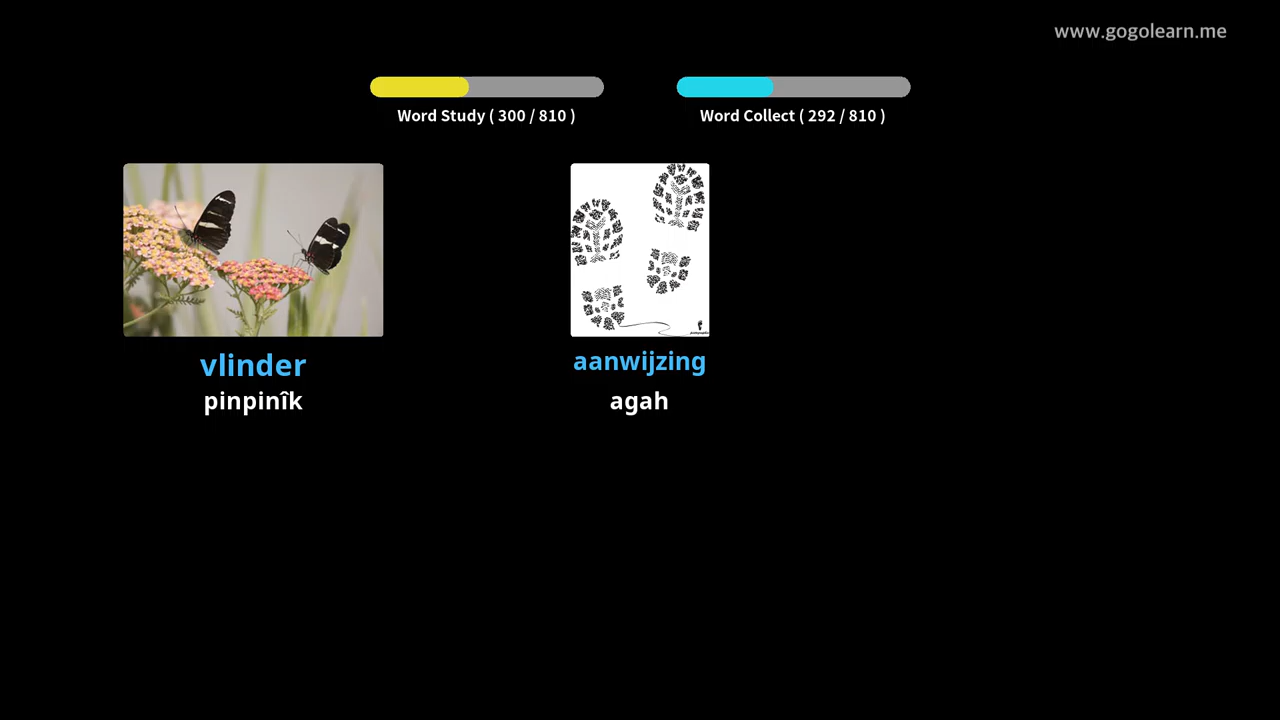 www.gogolearn.me
Word Study ( 300 / 810 )
Word Collect ( 292 / 810 )
vlinder
pinpinîk
aanwijzing
agah